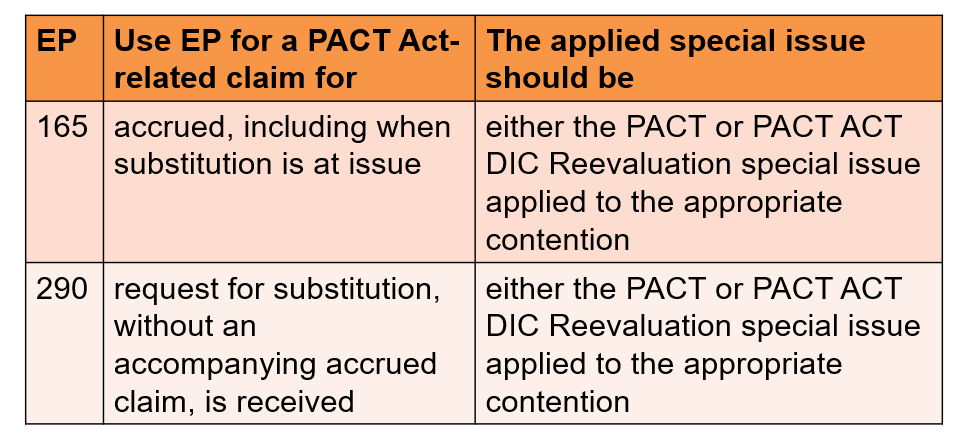 EP
Use EP for a PACT Act-
related claim for
The applied special issue
should be
165
accrued, including when
substitution is at issue
either the PACT or PACT ACT
DIC Reevaluation special issue
applied to the appropriate
contention
290
request for substitution,
without an
accompanying accrued
claim, is received
either the PACT or PACT ACT
DIC Reevaluation special issue
applied to the appropriate
contention